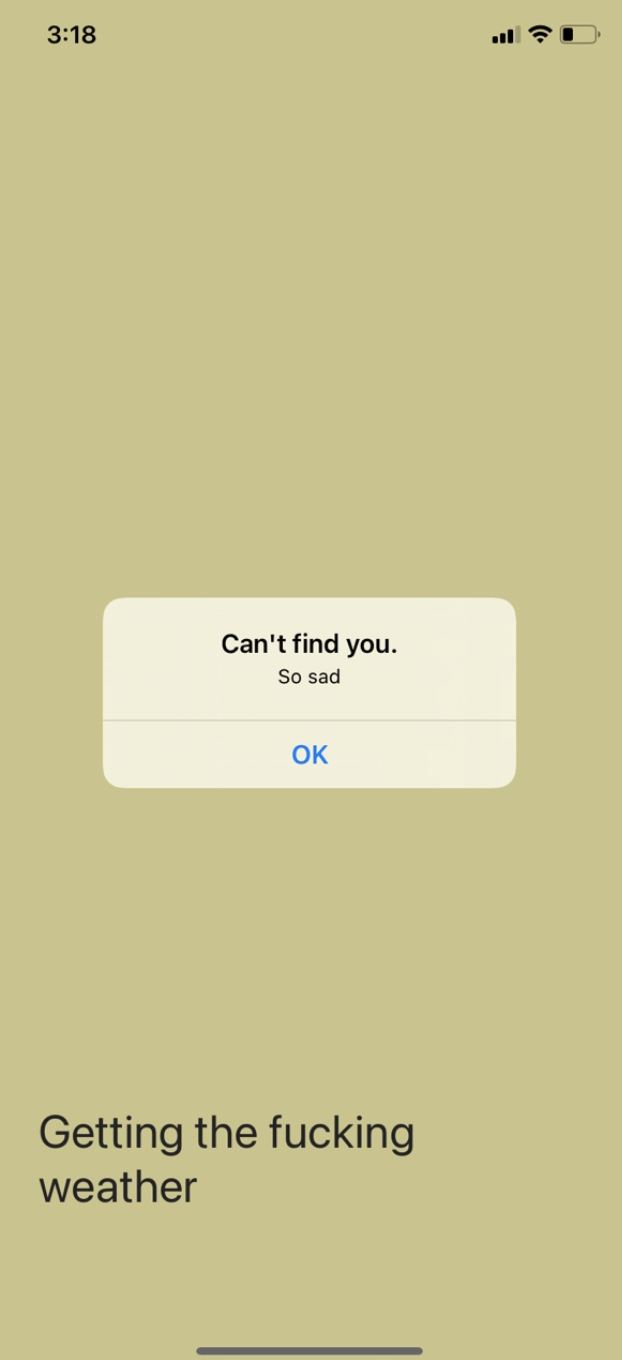 3:18
Can't find you.
So sad
OK
Getting the fucking
weather